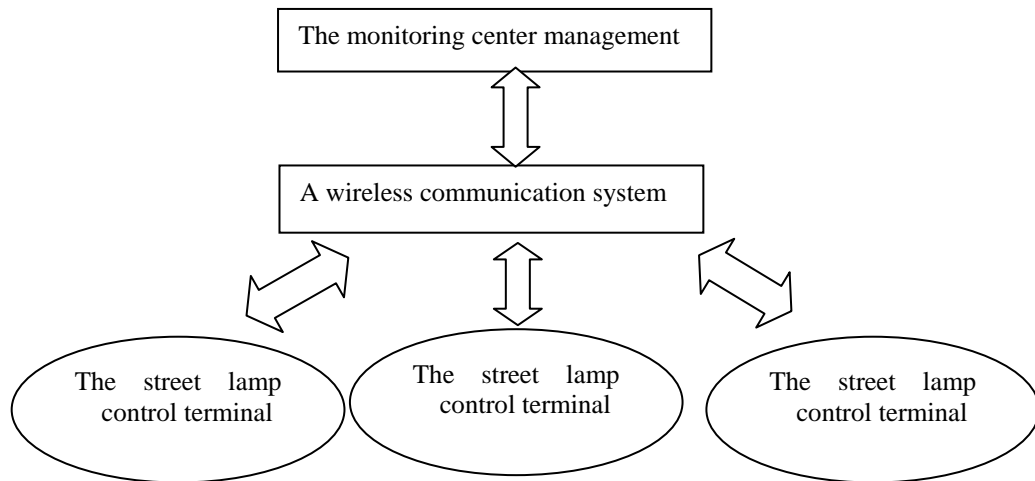 The monitoring center management
A wireless communication system
The street lamp
control terminal
The street lamp
control terminal
The street lamp
control terminal